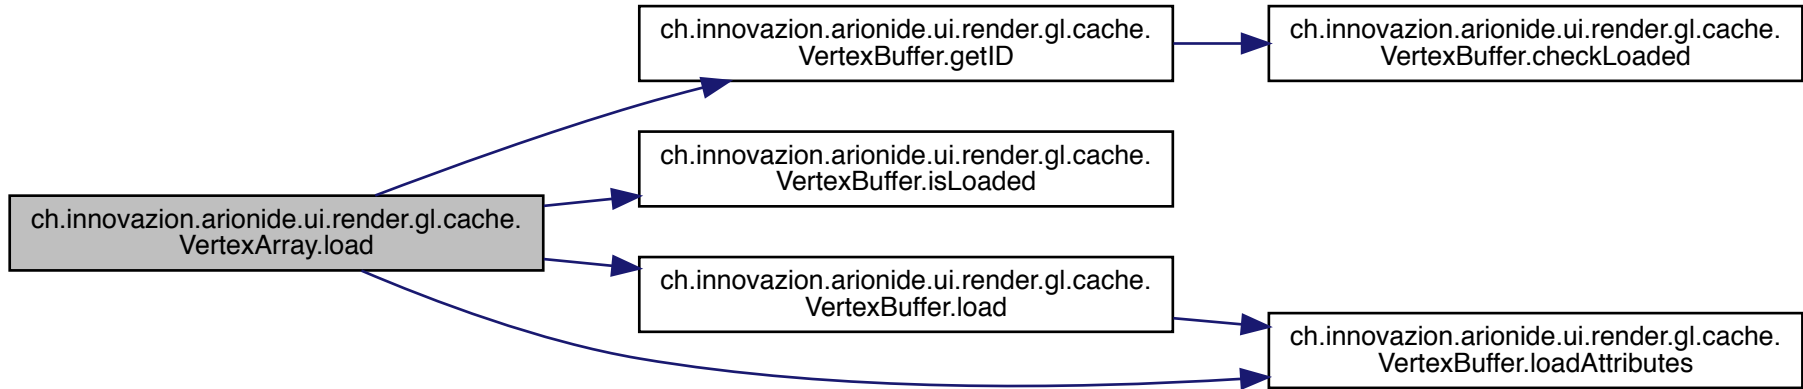 ch.innovazion.arionide.ui.render.gl.cache.
VertexArray.load
ch.innovazion.arionide.ui.render.gl.cache.
VertexBuffer.getID
ch.innovazion.arionide.ui.render.gl.cache.
VertexBuffer.checkLoaded
ch.innovazion.arionide.ui.render.gl.cache.
VertexBuffer.isLoaded
ch.innovazion.arionide.ui.render.gl.cache.
VertexBuffer.load
ch.innovazion.arionide.ui.render.gl.cache.
VertexBuffer.loadAttributes